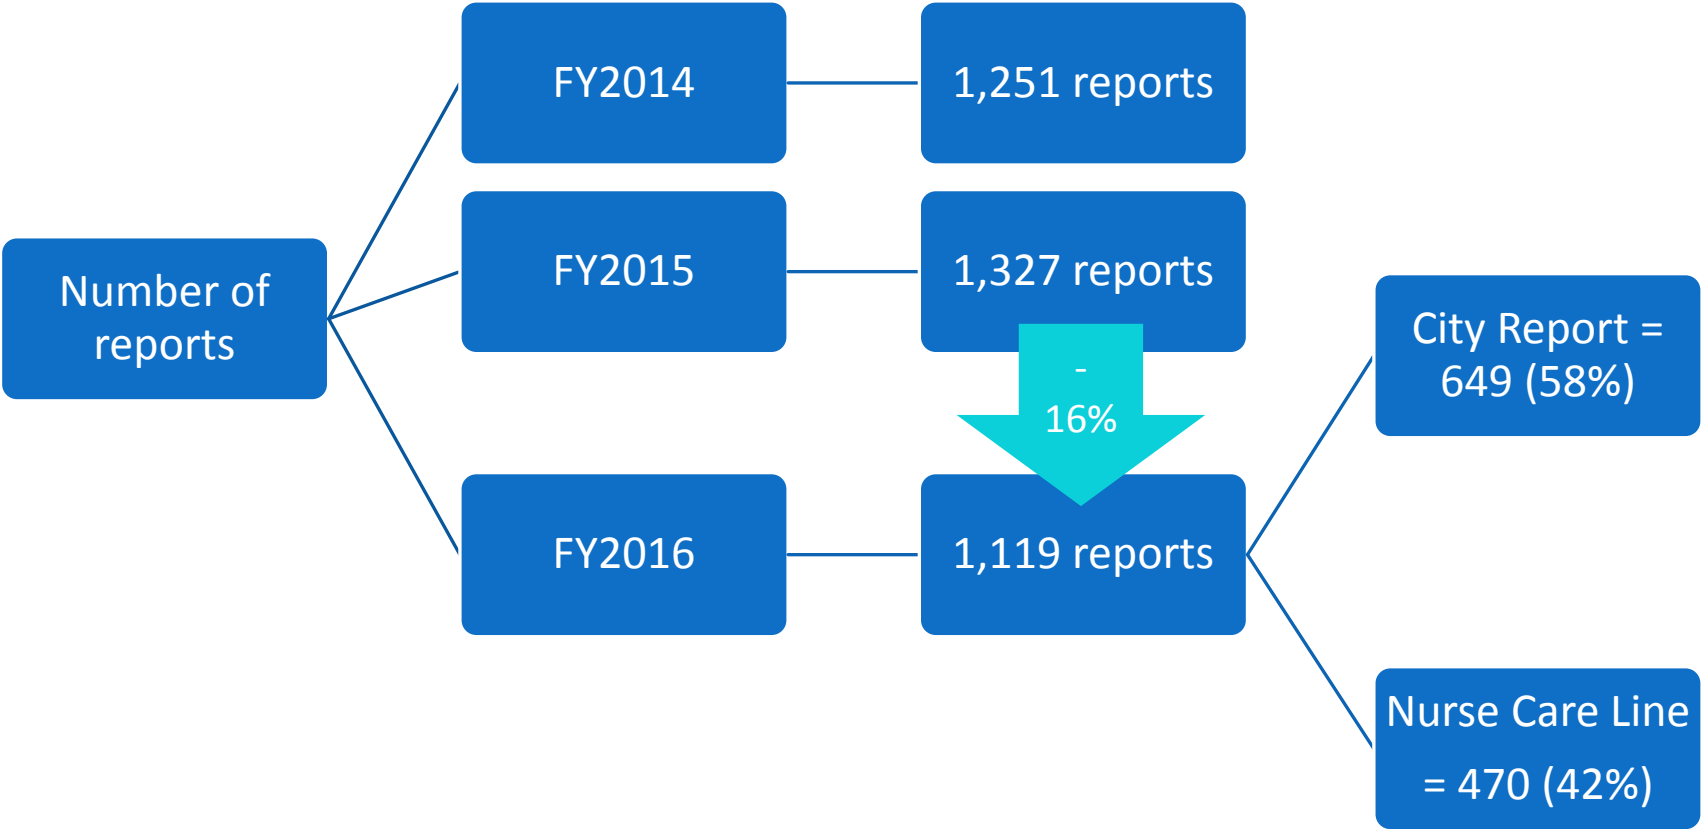 FY2014
1,251 reports
FY2015
1,327 reports
Number of
reports
-
16%
FY2016
1,119 reports
City Report =
649 (58%)
Nurse Care Line
= 470 (42%)